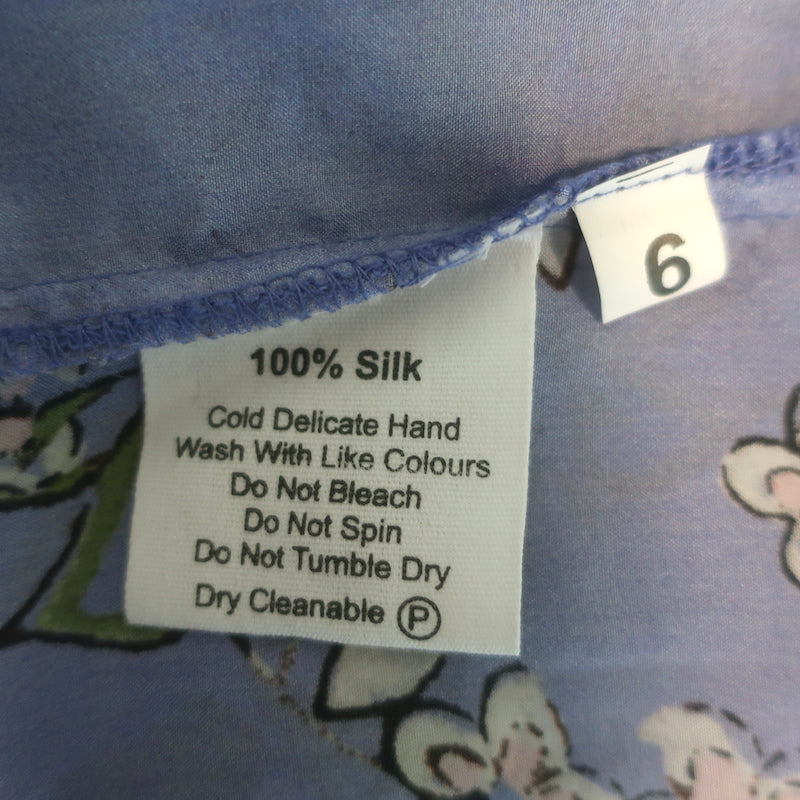 6
100% Silk
Cold Delicate Hand
Wash With Like Colours
Do Not Bleach
Do Not Spin
Do Not Tumble Dry
Dry Cleanable Ⓟ